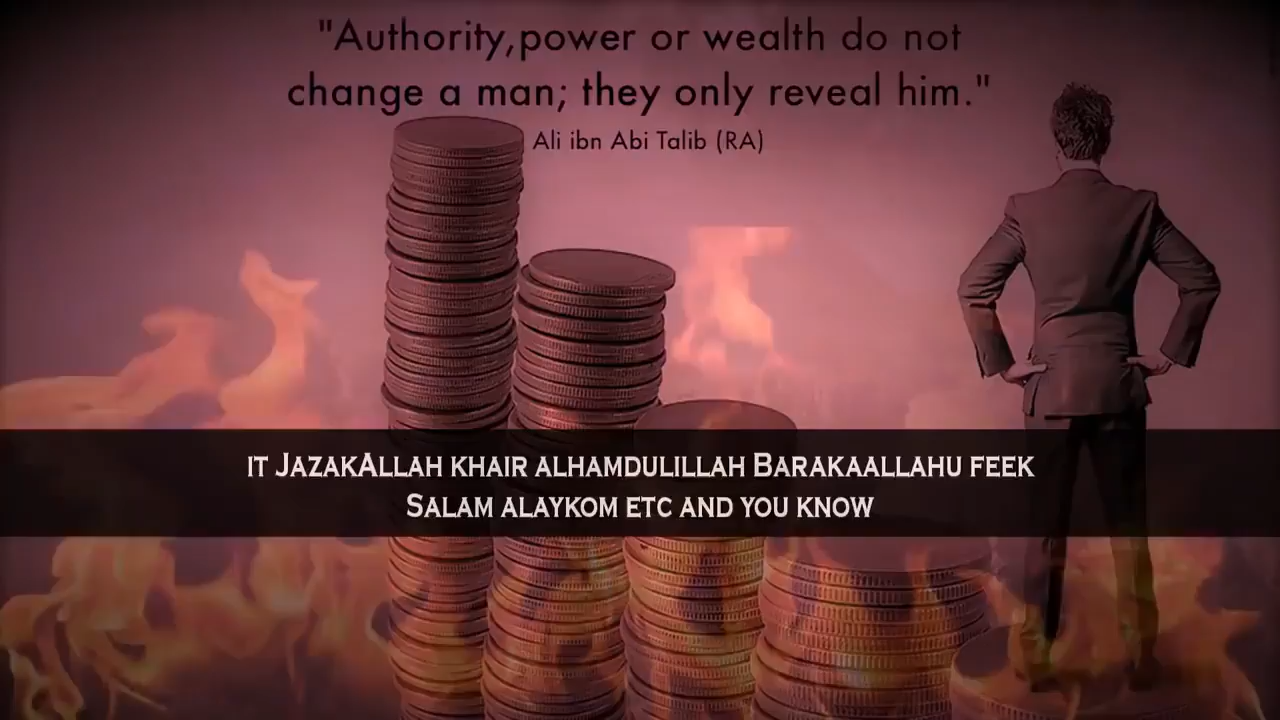 "Authority,power or wealth do not
change a man; they only reveal him."
Ali ibn Abi Talib (RA)
it JazakAllah khair alhamdulillah Barakaallahu feek
Salam alaykom etc and you know